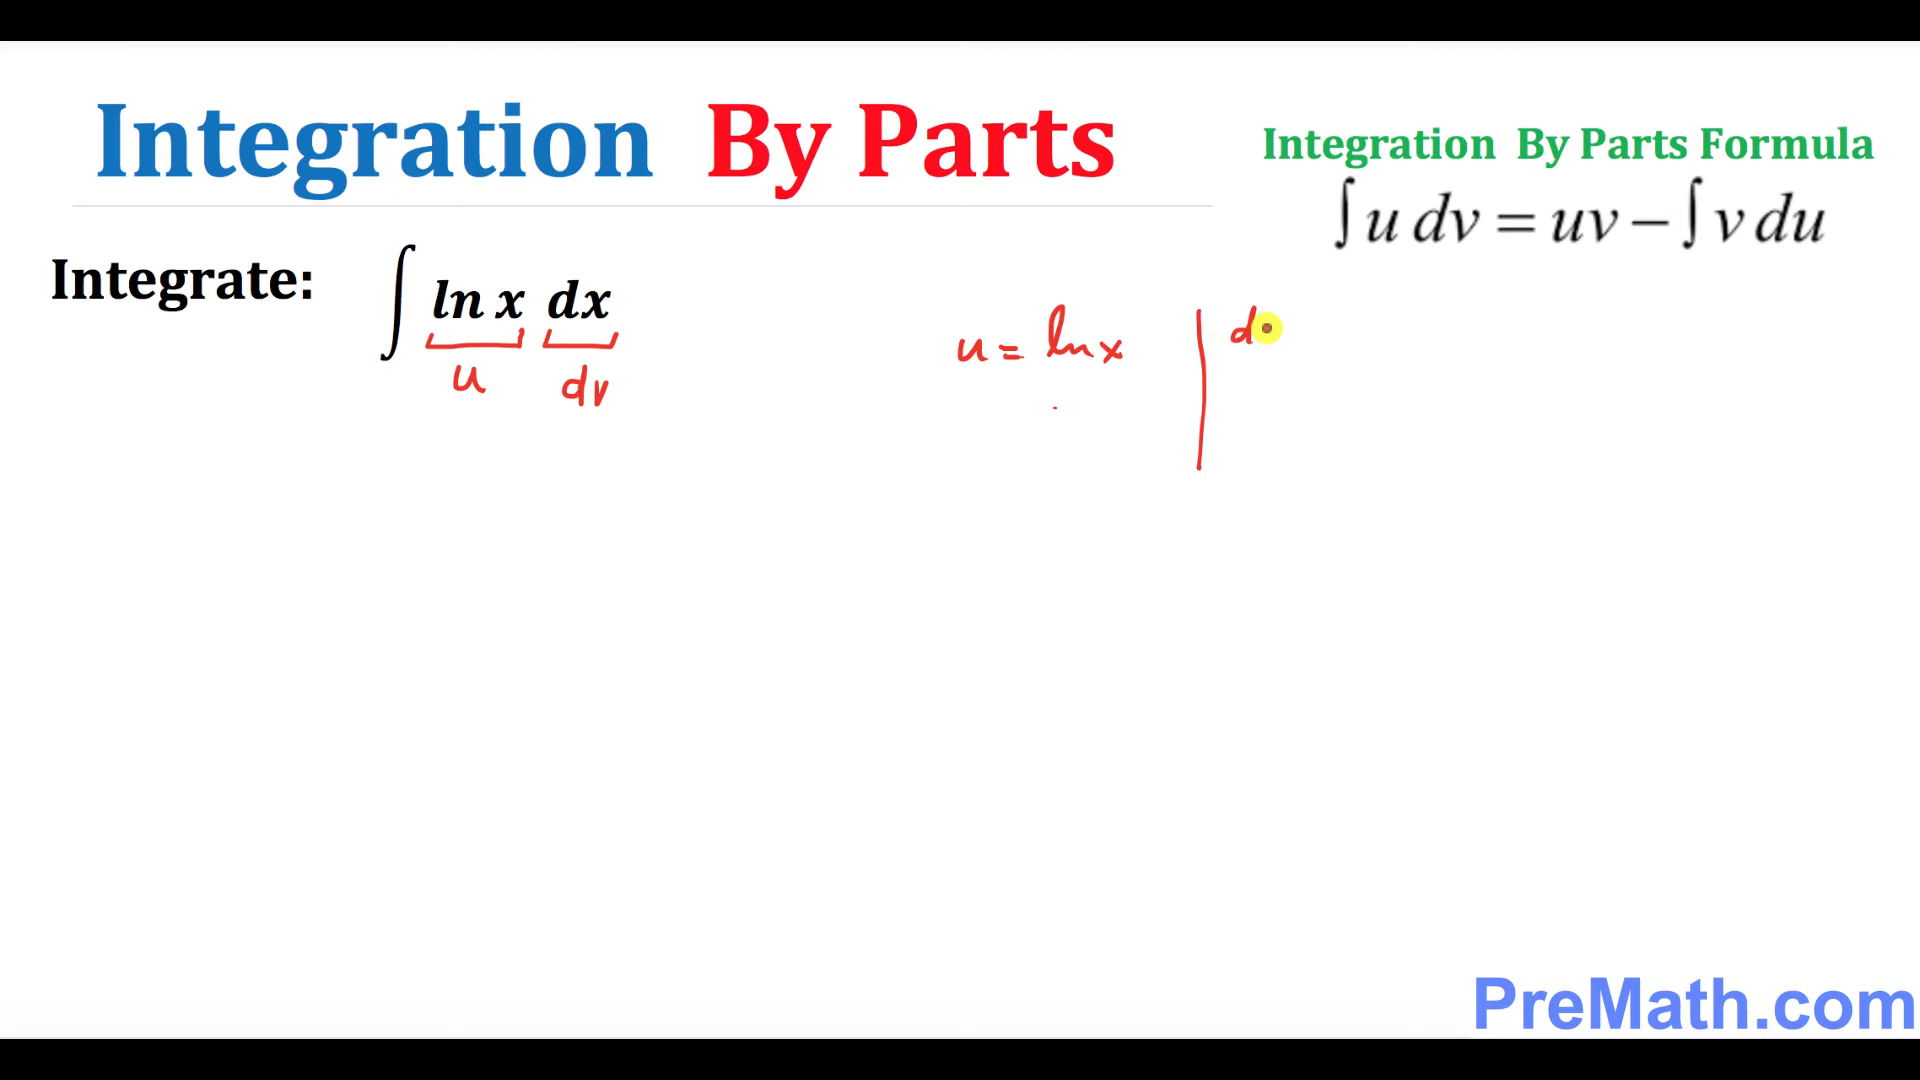 Integration By Parts
Integration By Parts Formula
∫ u dv = uv − ∫ v du
Integrate: ∫ ln x dx
u dv
u = ln x | d
PreMath.com